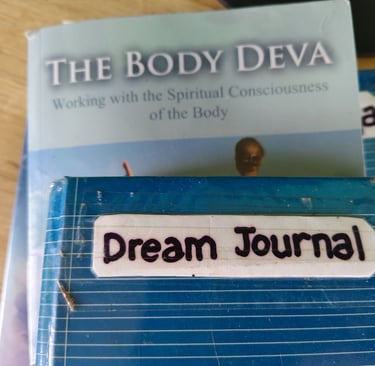 THE BODY DEVA
Working with the Spiritual Consciousness
of the Body
Dream Journal